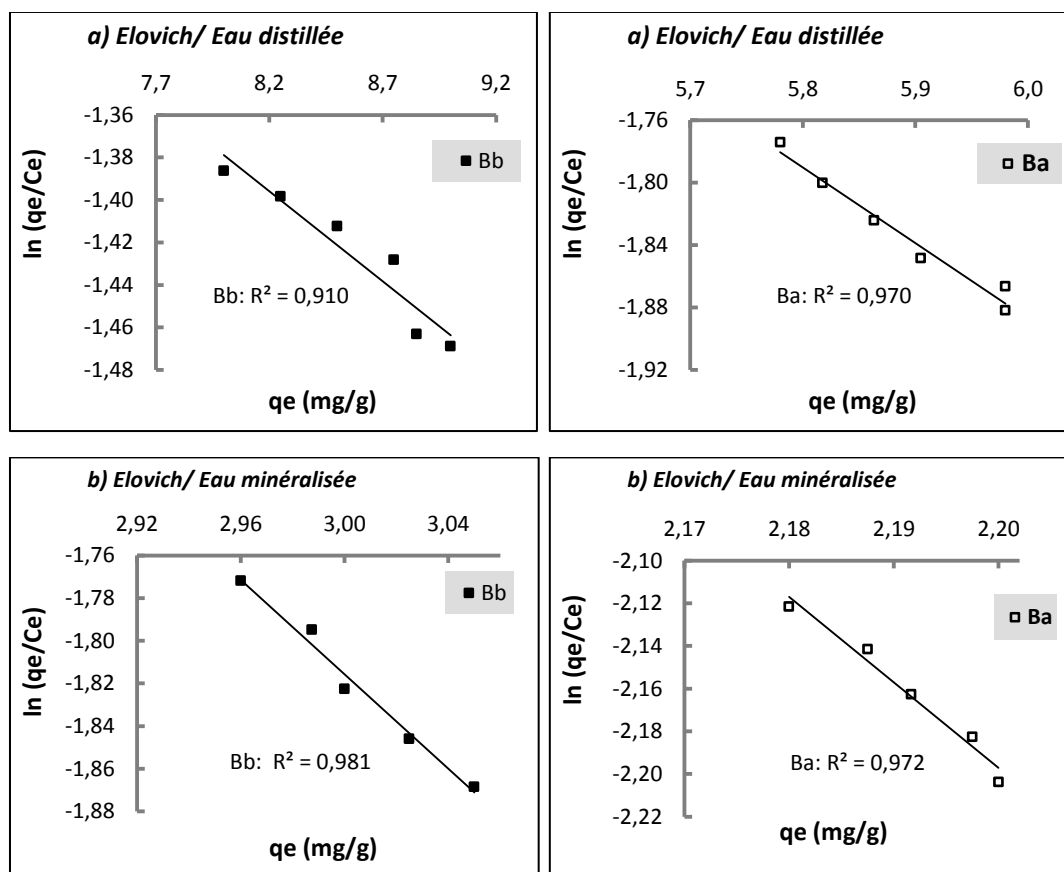 a) Elovich/ Eau distillée
7,7 8,2 8,7 9,2
-1,36
-1,38
-1,40
-1,42
-1,44
-1,46
-1,48
ln (qe/Ce)
Bb
Bb: R² = 0,910
qe (mg/g)
a) Elovich/ Eau distillée
5,7 5,8 5,9 6,0
-1,76
-1,80
-1,84
-1,88
-1,92
ln (qe/Ce)
Ba
Ba: R² = 0,970
qe (mg/g)
b) Elovich/ Eau minéralisée
2,92 2,96 3,00 3,04
-1,76
-1,78
-1,80
-1,82
-1,84
-1,86
-1,88
ln (qe/Ce)
Bb
Bb: R² = 0,981
qe (mg/g)
b) Elovich/ Eau minéralisée
2,17 2,18 2,19 2,20
-2,10
-2,12
-2,14
-2,16
-2,18
-2,20
-2,22
ln (qe/Ce)
Ba
Ba: R² = 0,972
qe (mg/g)